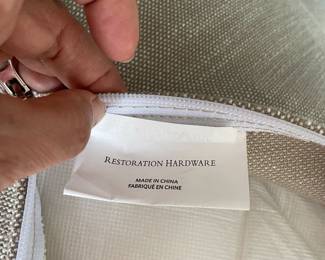 RESTORATION HARDWARE
MADE IN CHINA
FABRIQUÉ EN CHINE